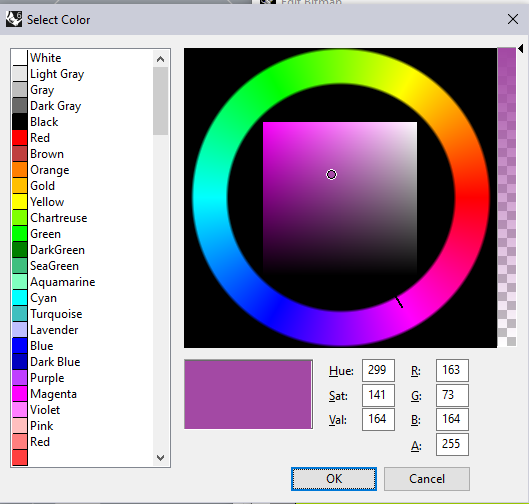 Edit Bitmap
6
Select Color
White
Light Gray
Gray
Dark Gray
Black
Red
Brown
Orange
Gold
Yellow
Chartreuse
Green
DarkGreen
SeaGreen
Aquamarine
Cyan
Turquoise
Lavender
Blue
Dark Blue
Purple
Magenta
Violet
Pink
Red
Hue: 299 R: 163
Sat: 141 G: 73
Val: 164 B: 164
A: 255
OK Cancel